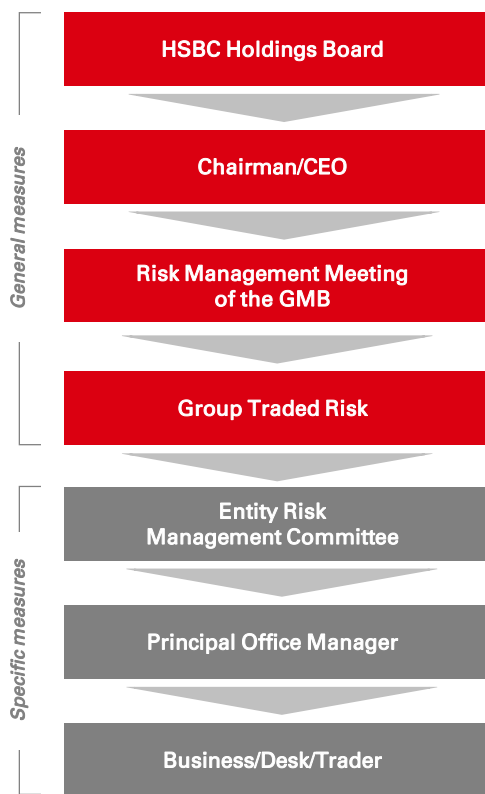 HSBC Holdings Board
Chairman/CEO
General measures
Risk Management Meeting
of the GMB
Group Traded Risk
Entity Risk
Management Committee
Specific measures
Principal Office Manager
Business/Desk/Trader